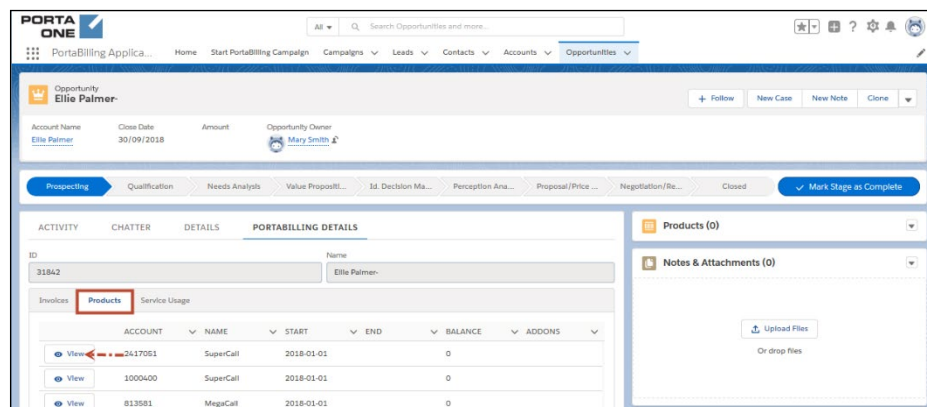 PORTA
ONE
All
Search Opportunities and more...
PortaBilling Applica...
Home
Start PortaBilling Campaign
Campaigns
Leads
Contacts
Accounts
Opportunities
Opportunity
Ellie Palmer-
+ Follow
New Case
New Note
Clone
Account Name
Close Date
Amount
Opportunity Owner
Ellie Palmer
30/09/2018
Mary Smith
Prospecting
Qualification
Needs Analysis
Value Propositi...
Id. Decision Ma...
Perception Ana...
Proposal/Price ...
Negotiation/Re...
Closed
Mark Stage as Complete
ACTIVITY
CHATTER
DETAILS
PORTABILLING DETAILS
Products (0)
ID
Name
31842
Ellie Palmer-
Notes & Attachments (0)
Invoices
Products
Service Usage
Upload Files
Or drop files
ACCOUNT NAME START END BALANCE ADDONS
View 2417051 SuperCall 2018-01-01 0
View 1000400 SuperCall 2018-01-01 0
View 813581 MegaCall 2018-01-01 0